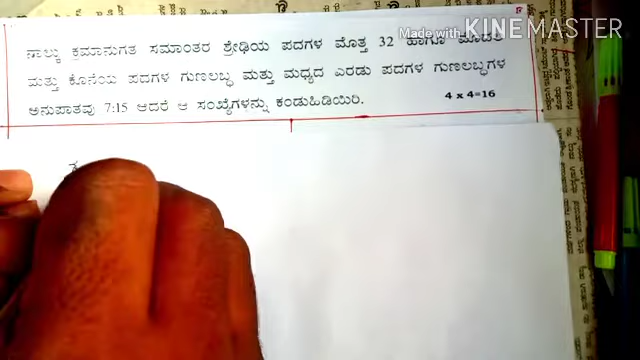 Made with KINEMASTER
ನಾಲ್ಕು ಕ್ರಮಾನುಗತ ಸಮಾಂತರ ಶ್ರೇಢಿಯ ಪದಗಳ ಮೊತ್ತ 32 ಹಾಗೂ ಮೊದಲ
ಮತ್ತು ಕೊನೆಯ ಪದಗಳ ಗುಣಲಬ್ಧ ಮತ್ತು ಮಧ್ಯದ ಎರಡು ಪದಗಳ ಗುಣಲಬ್ಧಗಳ
ಅನುಪಾತವು 7:15 ಆದರೆ ಆ ಸಂಖ್ಯೆಗಳನ್ನು ಕಂಡುಹಿಡಿಯಿರಿ. 4 x 4=16